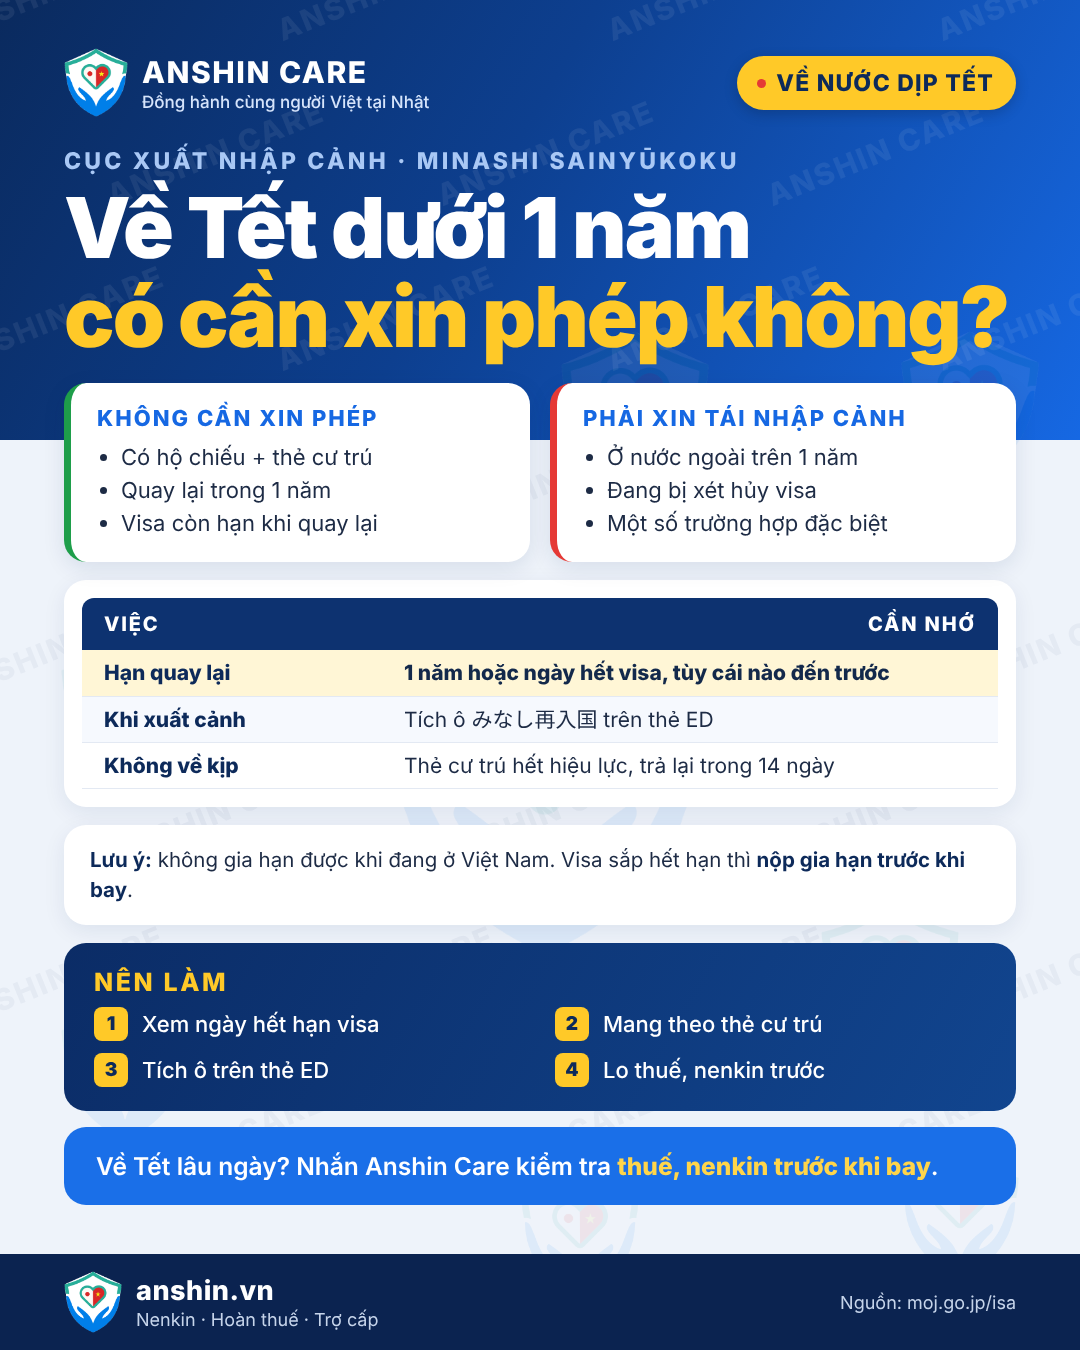 ANSHIN CARE
Đồng hành cùng người Việt tại Nhật
VỀ NƯỚC DỊP TẾT
CỤC XUẤT NHẬP CẢNH · MINASHI SAINYŪKOKU
Về Tết dưới 1 năm
có cần xin phép không?
KHÔNG CẦN XIN PHÉP
• Có hộ chiếu + thẻ cư trú
• Quay lại trong 1 năm
• Visa còn hạn khi quay lại
PHẢI XIN TÁI NHẬP CẢNH
• Ở nước ngoài trên 1 năm
• Đang bị xét hủy visa
• Một số trường hợp đặc biệt
VIỆC CẦN NHỚ
Hạn quay lại 1 năm hoặc ngày hết visa, tùy cái nào đến trước
Khi xuất cảnh Tích ô みなし再入国 trên thẻ ED
Không về kịp Thẻ cư trú hết hiệu lực, trả lại trong 14 ngày
Lưu ý: không gia hạn được khi đang ở Việt Nam. Visa sắp hết hạn thì nộp gia hạn trước khi
bay.
NÊN LÀM
1 Xem ngày hết hạn visa
2 Mang theo thẻ cư trú
3 Tích ô trên thẻ ED
4 Lo thuế, nenkin trước
Về Tết lâu ngày? Nhắn Anshin Care kiểm tra thuế, nenkin trước khi bay.
anshin.vn
Nenkin · Hoàn thuế · Trợ cấp
Nguồn: moj.go.jp/isa